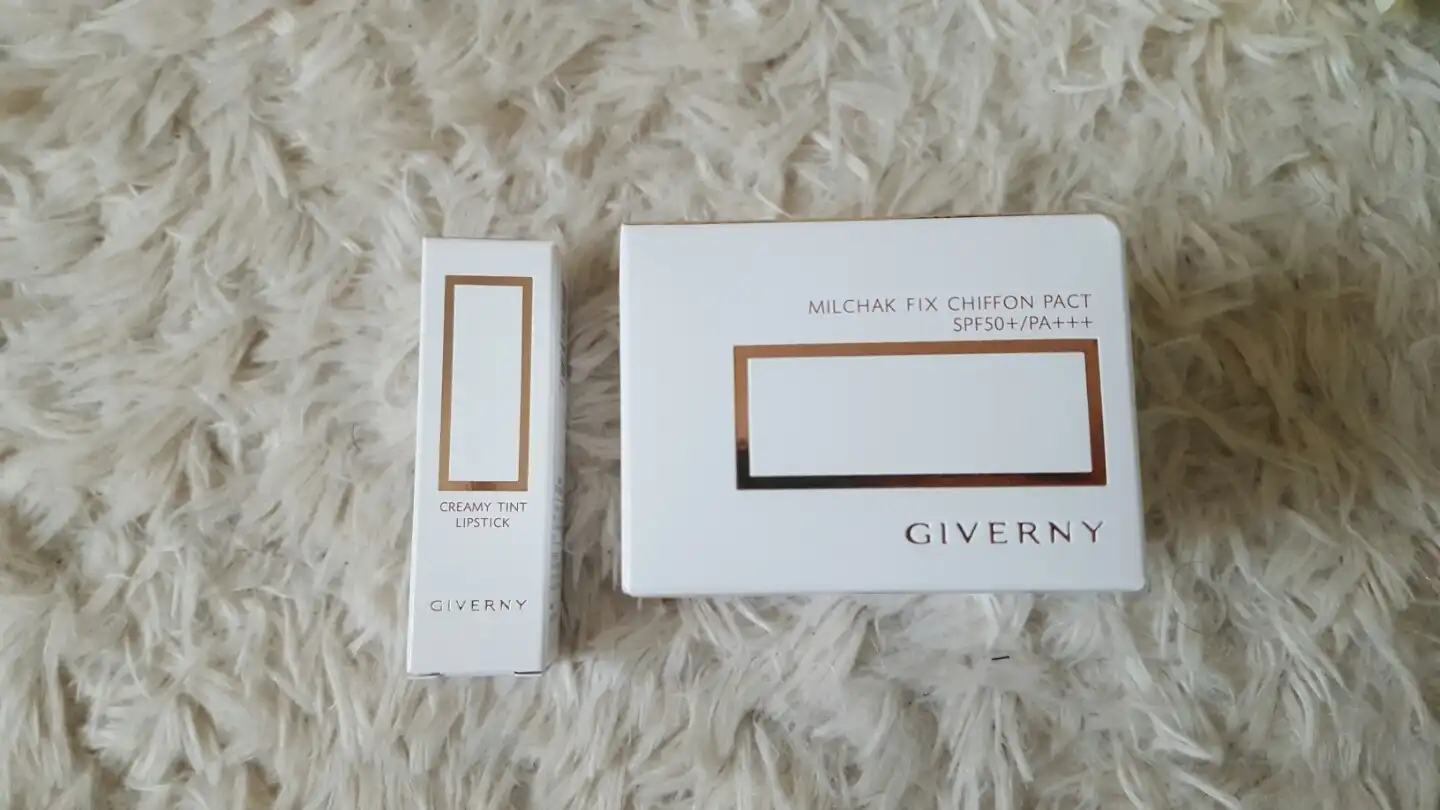 CREAMY TINT
LIPSTICK
GIVERNY
MILCHAK FIX CHIFFON PACT
SPF50+/PA+++
GIVERNY